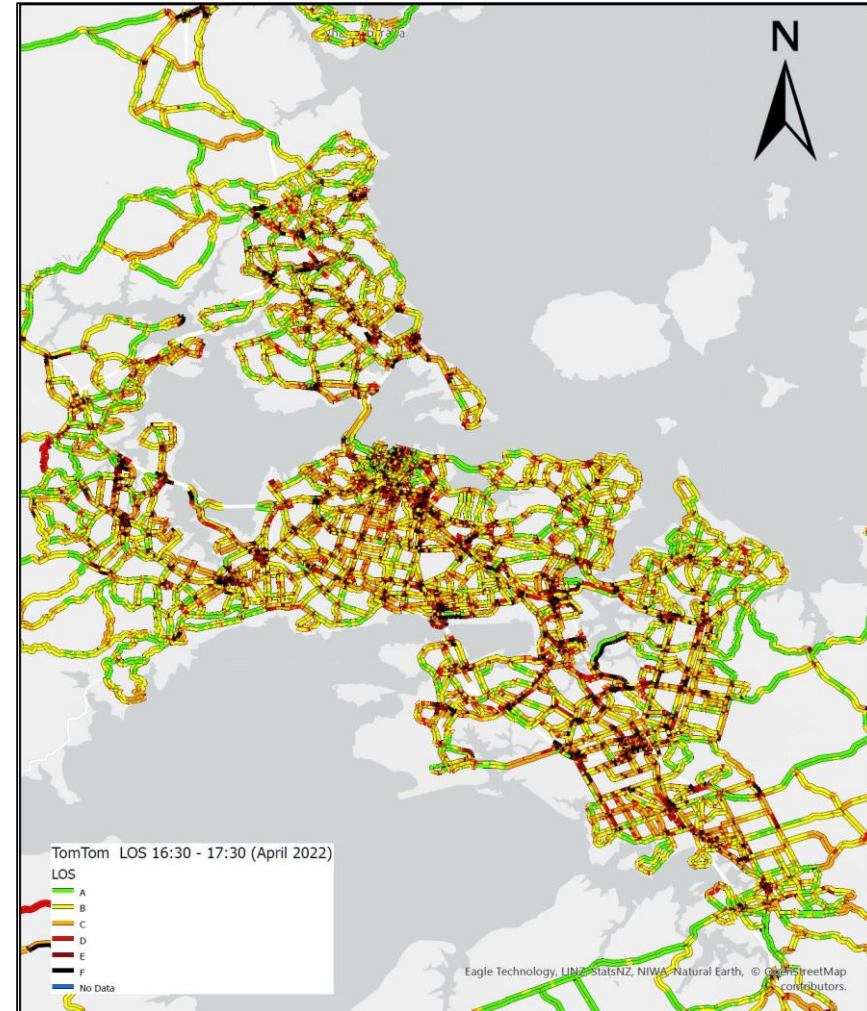 N
TomTom LOS 16:30 - 17:30 (April 2022)
LOS
A
B
C
D
E
F
No Data
Eagle Technology, LINZ, StatsNZ, NIWA, Natural Earth, © OpenStreetMap
contributors.